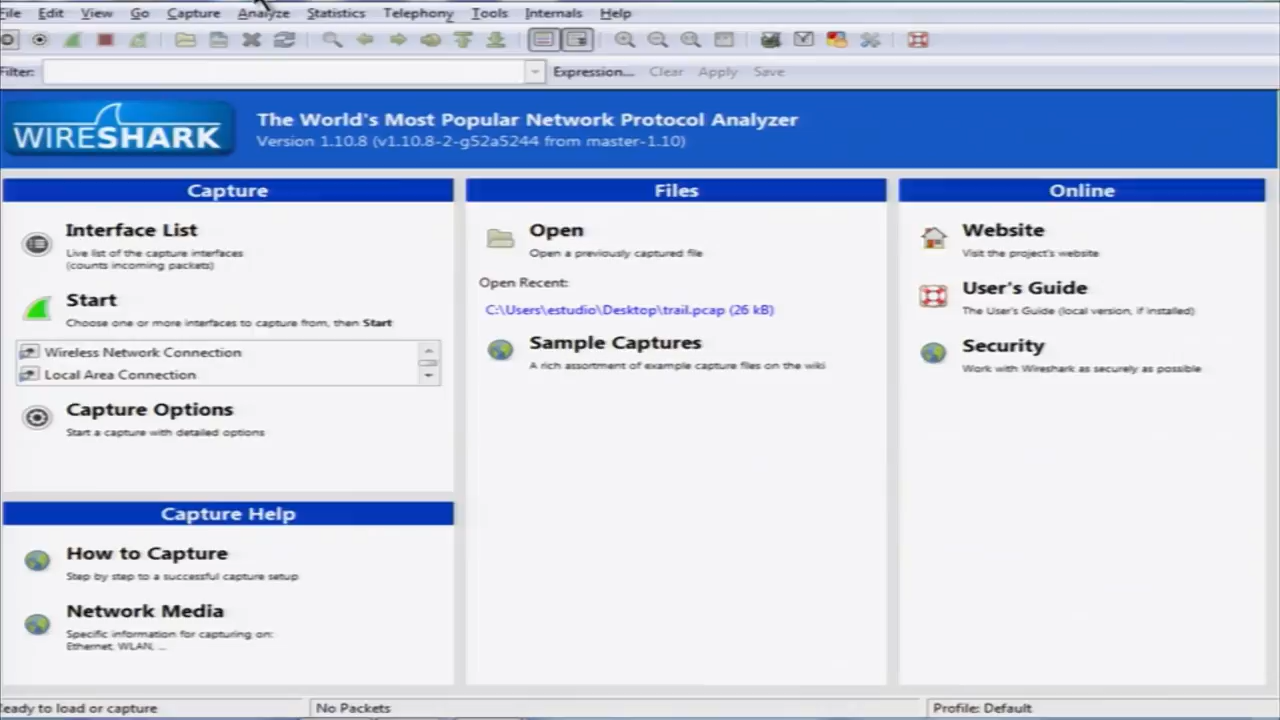 File Edit View Go Capture Analyze Statistics Telephony Tools Internals Help
Filter: Expression... Clear Apply Save
WIRESHARK
The World's Most Popular Network Protocol Analyzer
Version 1.10.8 (v1.10.8-2-g52a5244 from master-1.10)
Capture
Interface List
Live list of the capture interfaces
(counts incoming packets)
Start
Choose one or more interfaces to capture from, then Start
Wireless Network Connection
Local Area Connection
Capture Options
Start a capture with detailed options
Capture Help
How to Capture
Step by step to a successful capture setup
Network Media
Specific information for capturing on:
Ethernet, WLAN, ...
Files
Open
Open a previously captured file
Open Recent:
C:\Users\estudio\Desktop\trail.pcap (26 kB)
Sample Captures
A rich assortment of example capture files on the wiki
Online
Website
Visit the project's website
User's Guide
The User's Guide (local version, if installed)
Security
Work with Wireshark as securely as possible
Ready to load or capture
No Packets
Profile: Default